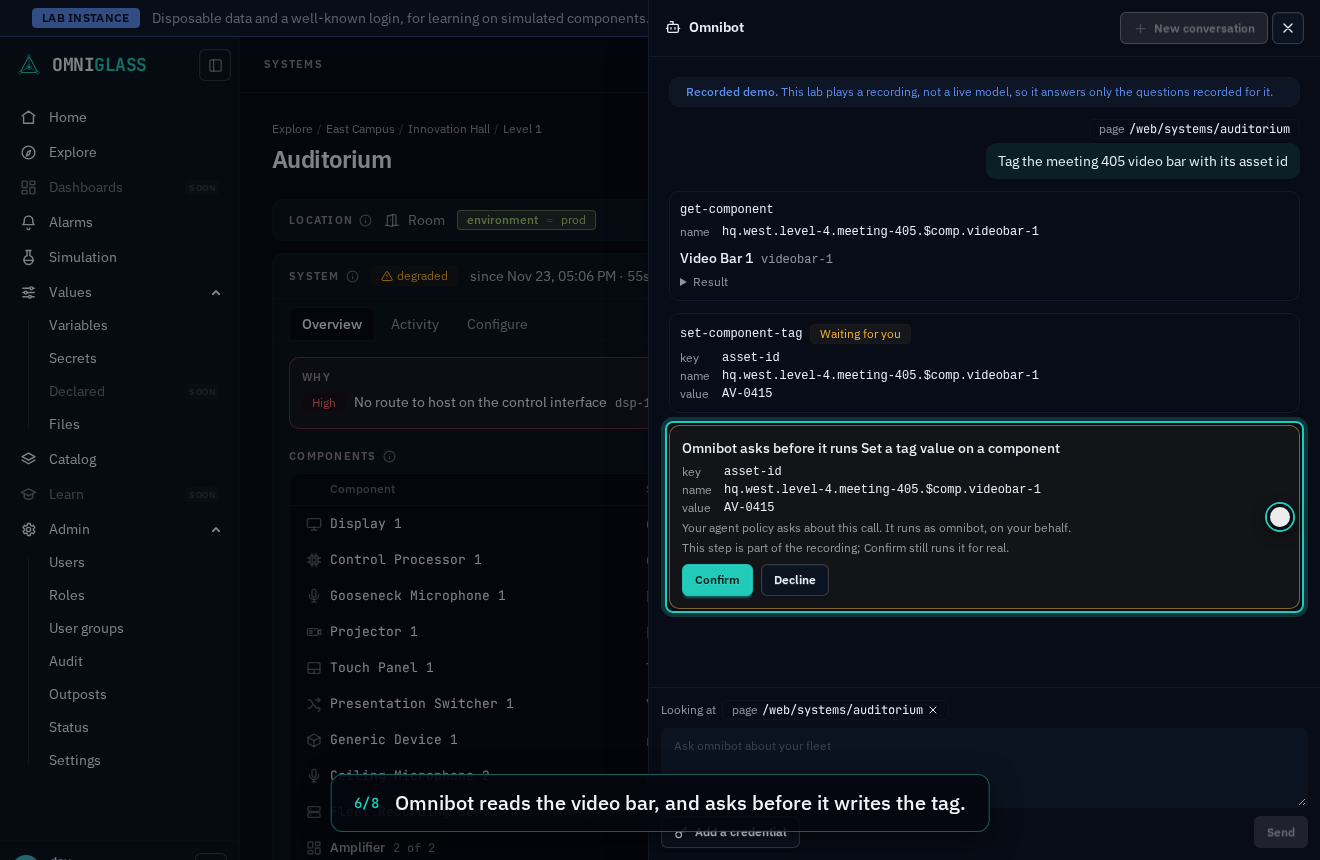 LAB INSTANCE Disposable data and a well-known login, for learning on simulated components.
OMNIGLASS
Home
Explore
Dashboards SOON
Alarms
Simulation
Values
Variables
Secrets
Declared SOON
Files
Catalog
Learn SOON
Admin
Users
Roles
User groups
Audit
Outposts
Status
Settings
SYSTEMS
Explore / East Campus / Innovation Hall / Level 1
Auditorium
LOCATION Room environment = prod
SYSTEM degraded since Nov 23, 05:06 PM · 55s
Overview Activity Configure
WHY
High No route to host on the control interface dsp-1
COMPONENTS
Component
Display 1
Control Processor 1
Gooseneck Microphone 1
Projector 1
Touch Panel 1
Presentation Switcher 1
Generic Device 1
Ceiling Microphone 2
Amplifier 2 of 2
Omnibot
New conversation
Recorded demo. This lab plays a recording, not a live model, so it answers only the questions recorded for it.
page /web/systems/auditorium
Tag the meeting 405 video bar with its asset id
get-component
name hq.west.level-4.meeting-405.$comp.videobar-1
Video Bar 1 videobar-1
Result
set-component-tag Waiting for you
key asset-id
name hq.west.level-4.meeting-405.$comp.videobar-1
value AV-0415
Omnibot asks before it runs Set a tag value on a component
key asset-id
name hq.west.level-4.meeting-405.$comp.videobar-1
value AV-0415
Your agent policy asks about this call. It runs as omnibot, on your behalf.
This step is part of the recording; Confirm still runs it for real.
Confirm Decline
Looking at page /web/systems/auditorium
Ask omnibot about your fleet
6/8 Omnibot reads the video bar, and asks before it writes the tag.
Add a credential
Send